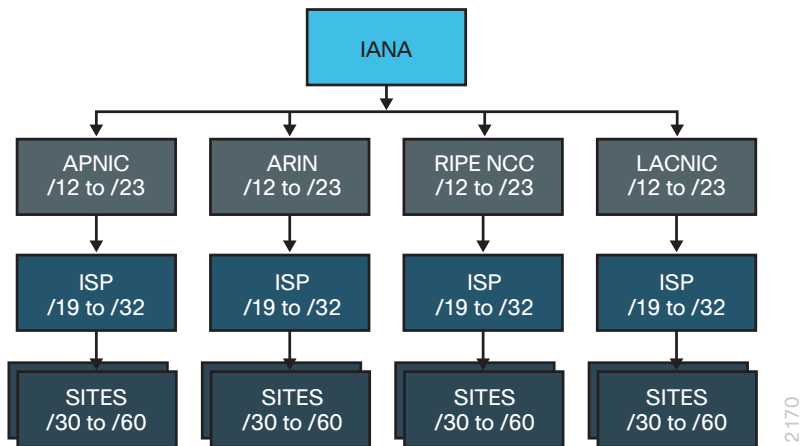 IANA
APNIC
/12 to /23
ARIN
/12 to /23
RIPE NCC
/12 to /23
LACNIC
/12 to /23
ISP
/19 to /32
ISP
/19 to /32
ISP
/19 to /32
ISP
/19 to /32
SITES
/30 to /60
SITES
/30 to /60
SITES
/30 to /60
SITES
/30 to /60
2170